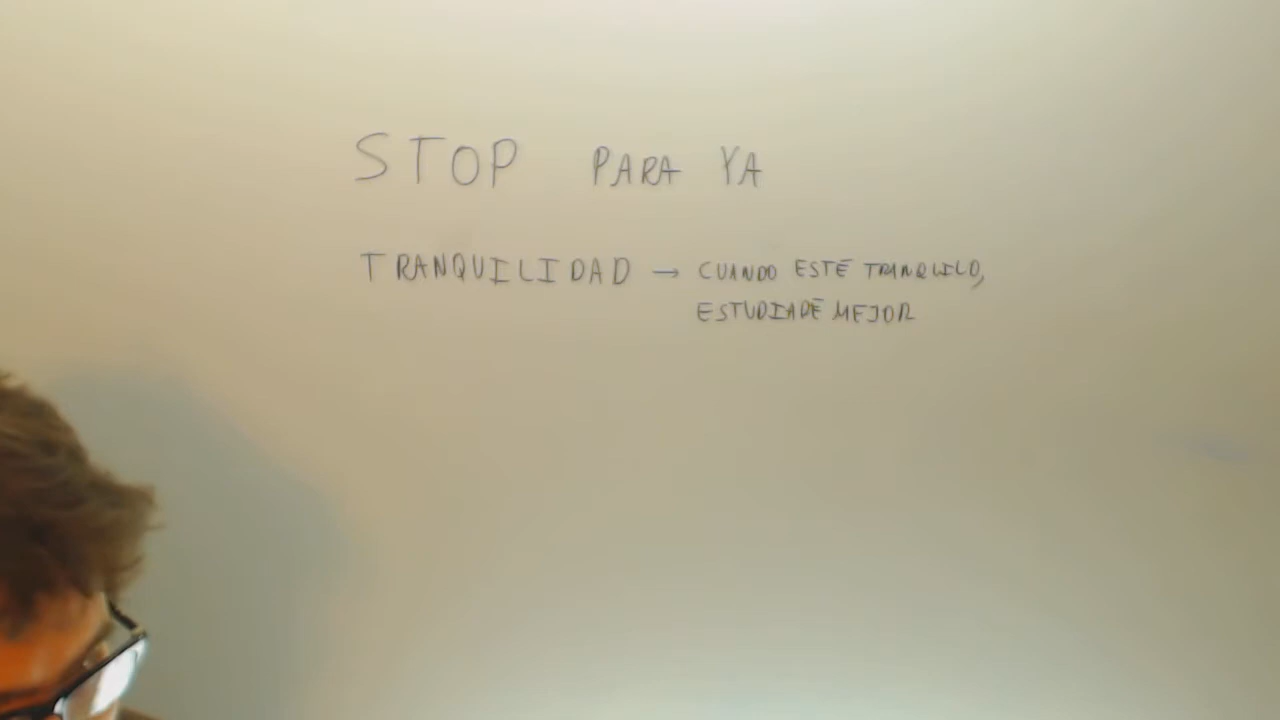 STOP PARA YA
TRANQUILIDAD → CUANDO ESTÉ TRANQUILO,
ESTUDIARÉ MEJOR